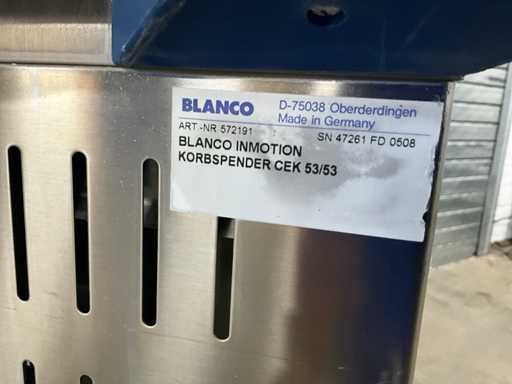 BLANCO D-75038 Oberderdingen
Made in Germany
ART.-NR 572191 SN 47261 FD 0508
BLANCO INMOTION
KORBSPENDER CEK 53/53